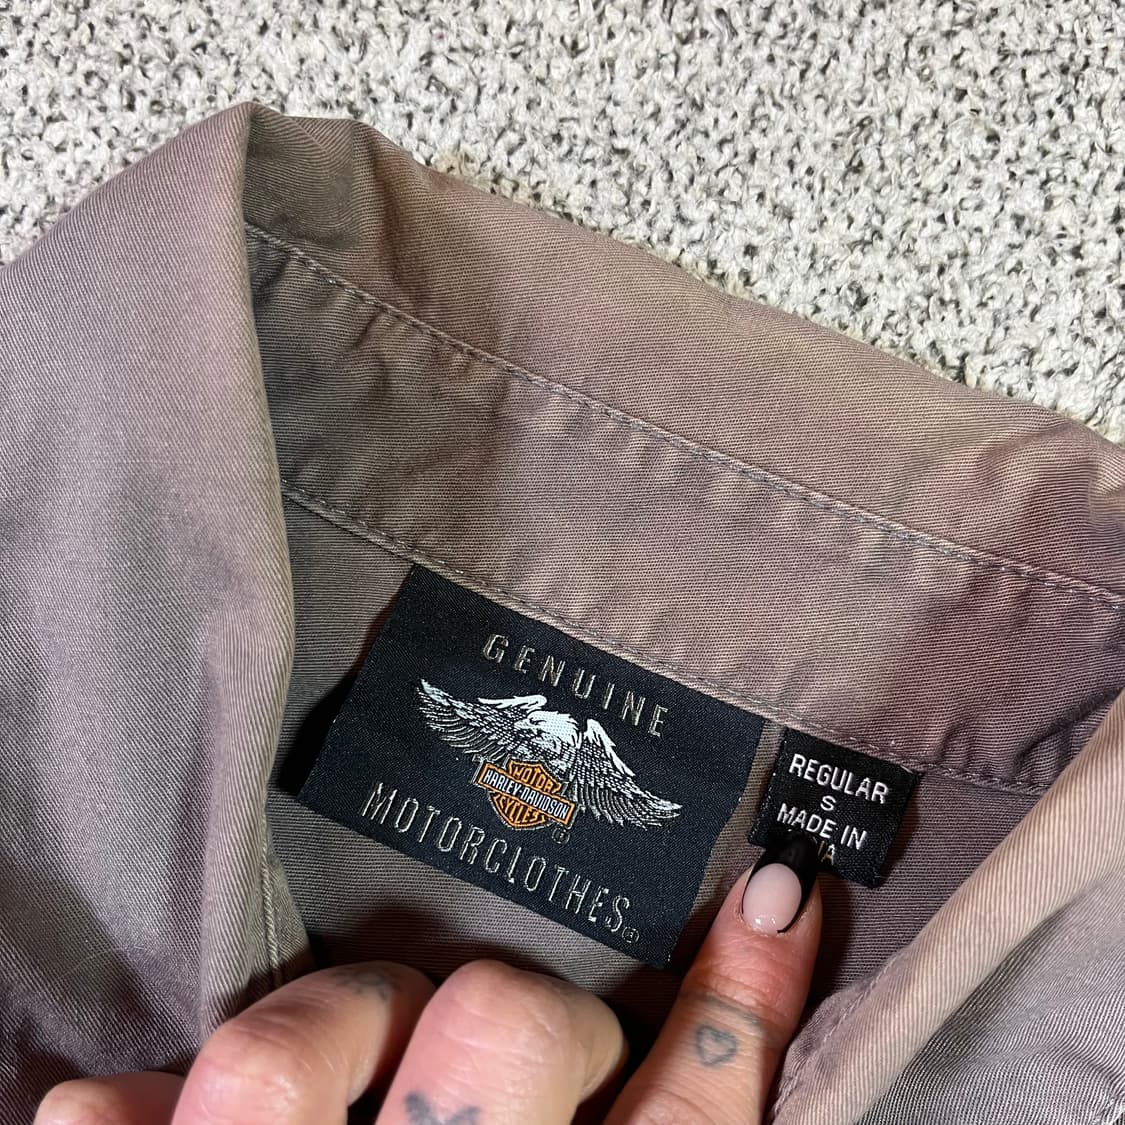 GENUINE
MOTOR
HARLEY-DAVIDSON
CYCLES
®
MOTORCLOTHES®
REGULAR
S
MADE IN